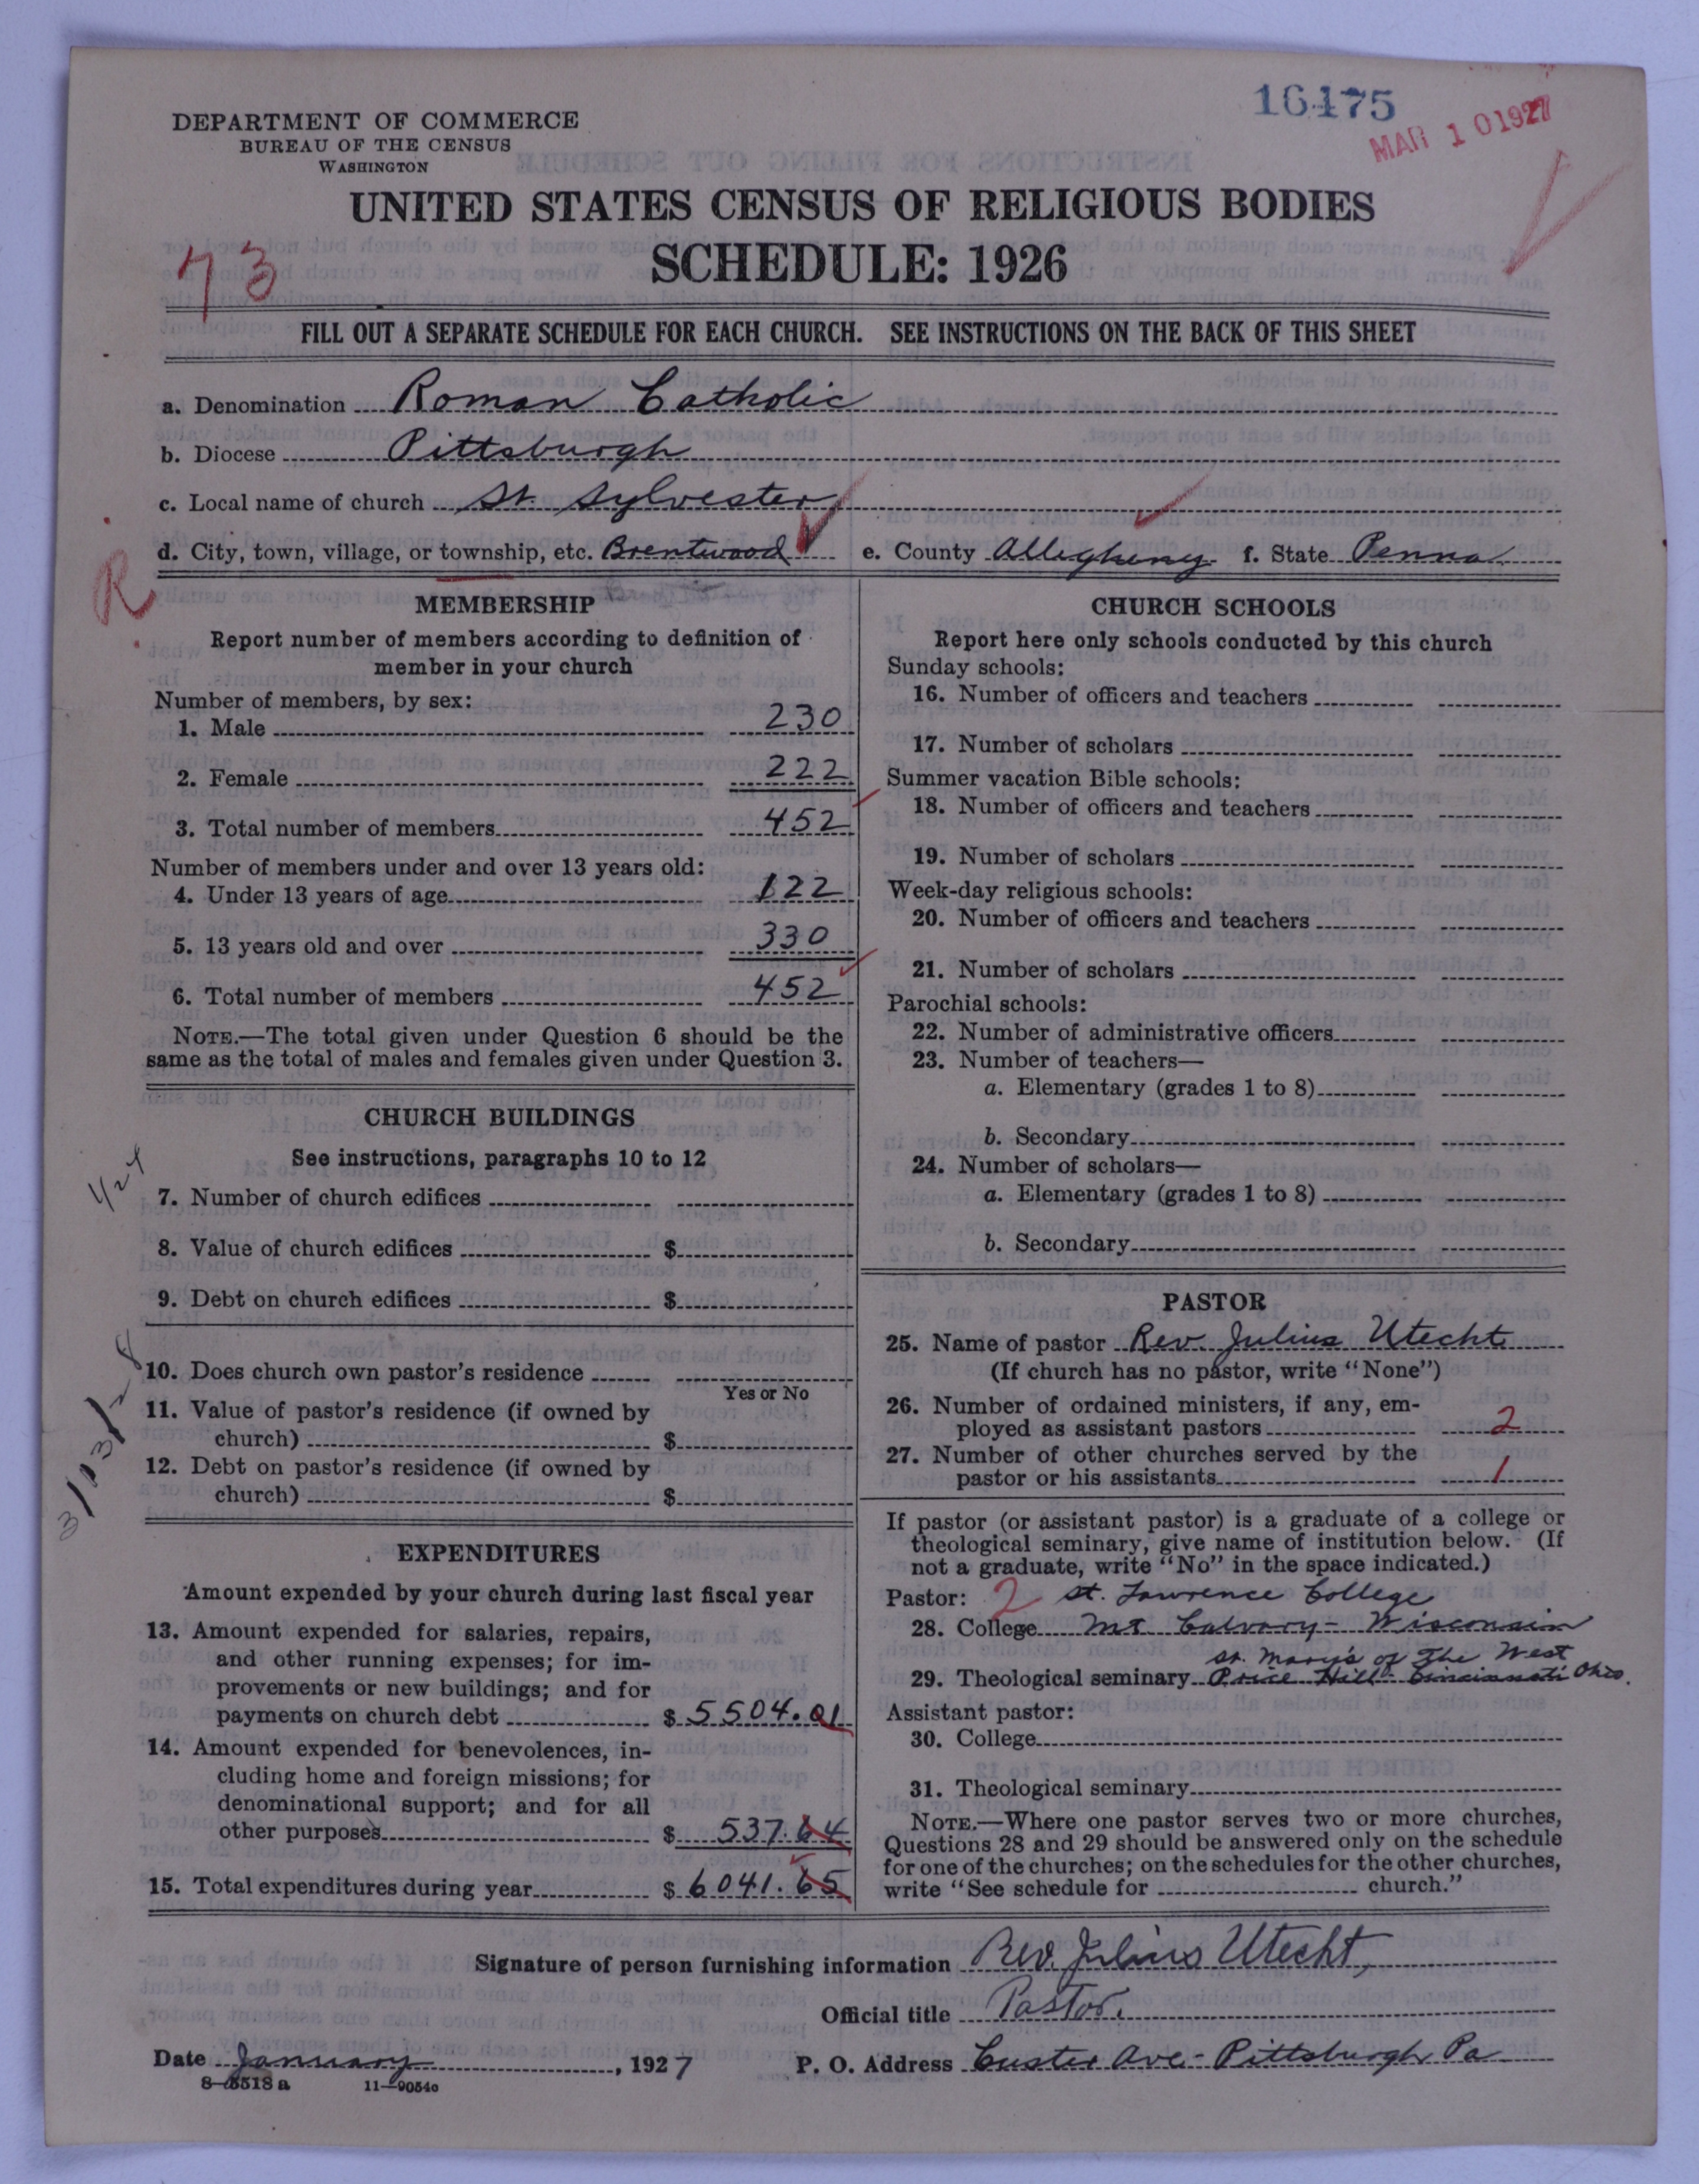 16175
MAR 10 1927
DEPARTMENT OF COMMERCE
BUREAU OF THE CENSUS
WASHINGTON
UNITED STATES CENSUS OF RELIGIOUS BODIES
SCHEDULE: 1926
73
FILL OUT A SEPARATE SCHEDULE FOR EACH CHURCH. SEE INSTRUCTIONS ON THE BACK OF THIS SHEET
a. Denomination Roman Catholic
b. Diocese Pittsburgh
c. Local name of church St. Sylvester
d. City, town, village, or township, etc. Brentwood e. County Allegheny f. State Penna
R
MEMBERSHIP
Report number of members according to definition of
member in your church
Number of members, by sex:
1. Male 230
2. Female 222
3. Total number of members 452
Number of members under and over 13 years old:
4. Under 13 years of age 122
5. 13 years old and over 330
6. Total number of members 452
NOTE.—The total given under Question 6 should be the
same as the total of males and females given under Question 3.
CHURCH BUILDINGS
See instructions, paragraphs 10 to 12
7. Number of church edifices
8. Value of church edifices $
9. Debt on church edifices $
10. Does church own pastor's residence
Yes or No
11. Value of pastor's residence (if owned by
church) $
12. Debt on pastor's residence (if owned by
church) $
EXPENDITURES
Amount expended by your church during last fiscal year
13. Amount expended for salaries, repairs,
and other running expenses; for im-
provements or new buildings; and for
payments on church debt $ 5504.01
14. Amount expended for benevolences, in-
cluding home and foreign missions; for
denominational support; and for all
other purposes $ 537.64
15. Total expenditures during year $ 6041.65
CHURCH SCHOOLS
Report here only schools conducted by this church
Sunday schools:
16. Number of officers and teachers
17. Number of scholars
Summer vacation Bible schools:
18. Number of officers and teachers
19. Number of scholars
Week-day religious schools:
20. Number of officers and teachers
21. Number of scholars
Parochial schools:
22. Number of administrative officers
23. Number of teachers—
a. Elementary (grades 1 to 8)
b. Secondary
24. Number of scholars—
a. Elementary (grades 1 to 8)
b. Secondary
PASTOR
25. Name of pastor Rev. Julius Utecht
(If church has no pastor, write "None")
26. Number of ordained ministers, if any, em-
ployed as assistant pastors 2
27. Number of other churches served by the
pastor or his assistants 1
If pastor (or assistant pastor) is a graduate of a college or
theological seminary, give name of institution below. (If
not a graduate, write "No" in the space indicated.)
Pastor: 2 St. Lawrence College
28. College Mt Calvary - Wisconsin
St. Mary's of The West
29. Theological seminary Price Hill - Cincinnati Ohio.
Assistant pastor:
30. College
31. Theological seminary
NOTE.—Where one pastor serves two or more churches,
Questions 28 and 29 should be answered only on the schedule
for one of the churches; on the schedules for the other churches,
write "See schedule for church."
Signature of person furnishing information Rev. Julius Utecht,
Official title Pastor.
Date January, 1927 P. O. Address Custer Ave - Pittsburgh Pa
8-5518 a 11-9054c